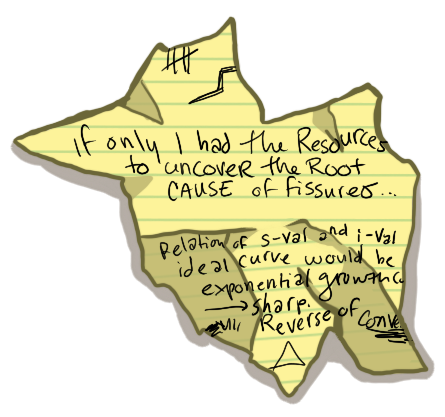 if only I had the Resources
to uncover the Root
CAUSE of fissures...
Relation of s-val and i-val
ideal curve would be
exponential growth
→ sharp.
Reverse of